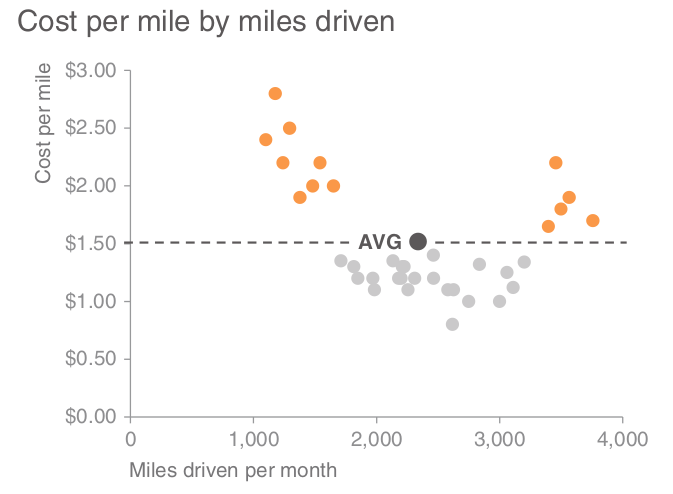 Cost per mile by miles driven
Cost per mile
$3.00
$2.50
$2.00
$1.50
$1.00
$0.50
$0.00
AVG
0 1,000 2,000 3,000 4,000
Miles driven per month